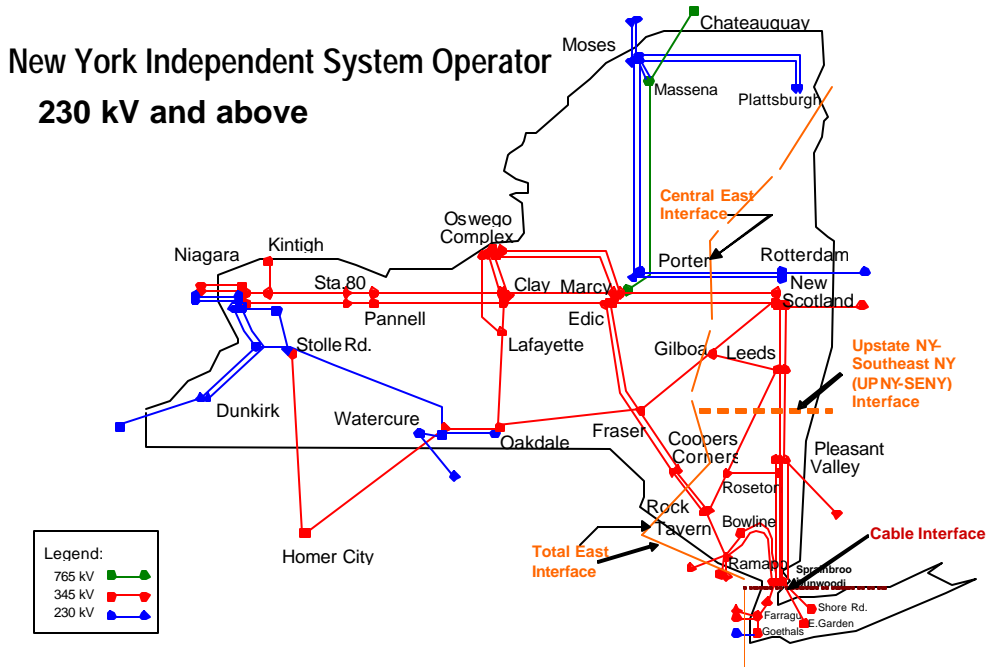 Chateauguay
Moses
New York Independent System Operator
230 kV and above
Massena
Plattsburgh
Central East
Interface
Oswego
Complex
Niagara
Kintigh
Porter
Rotterdam
Sta.80
Clay
Marcy
New
Scotland
Pannell
Edic
Stolle Rd.
Lafayette
Gilboa
Leeds
Upstate NY-
Southeast NY
(UPNY-SENY)
Interface
Dunkirk
Watercure
Oakdale
Fraser
Coopers
Corners
Pleasant
Valley
Roseton
Rock
Tavern
Bowline
Cable Interface
Homer City
Total East
Interface
Ramapo
Sprainbroo
Dunwoodi
Legend:
765 kV
345 kV
230 kV
Shore Rd.
Farragu
E.Garden
Goethals